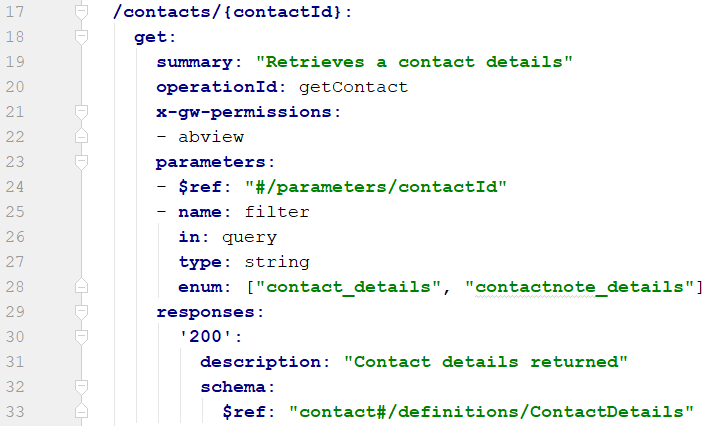 17 /contacts/{contactId}:
18 get:
19 summary: "Retrieves a contact details"
20 operationId: getContact
21 x-gw-permissions:
22 - abview
23 parameters:
24 - $ref: "#/parameters/contactId"
25 - name: filter
26 in: query
27 type: string
28 enum: ["contact_details", "contactnote_details"]
29 responses:
30 '200':
31 description: "Contact details returned"
32 schema:
33 $ref: "contact#/definitions/ContactDetails"